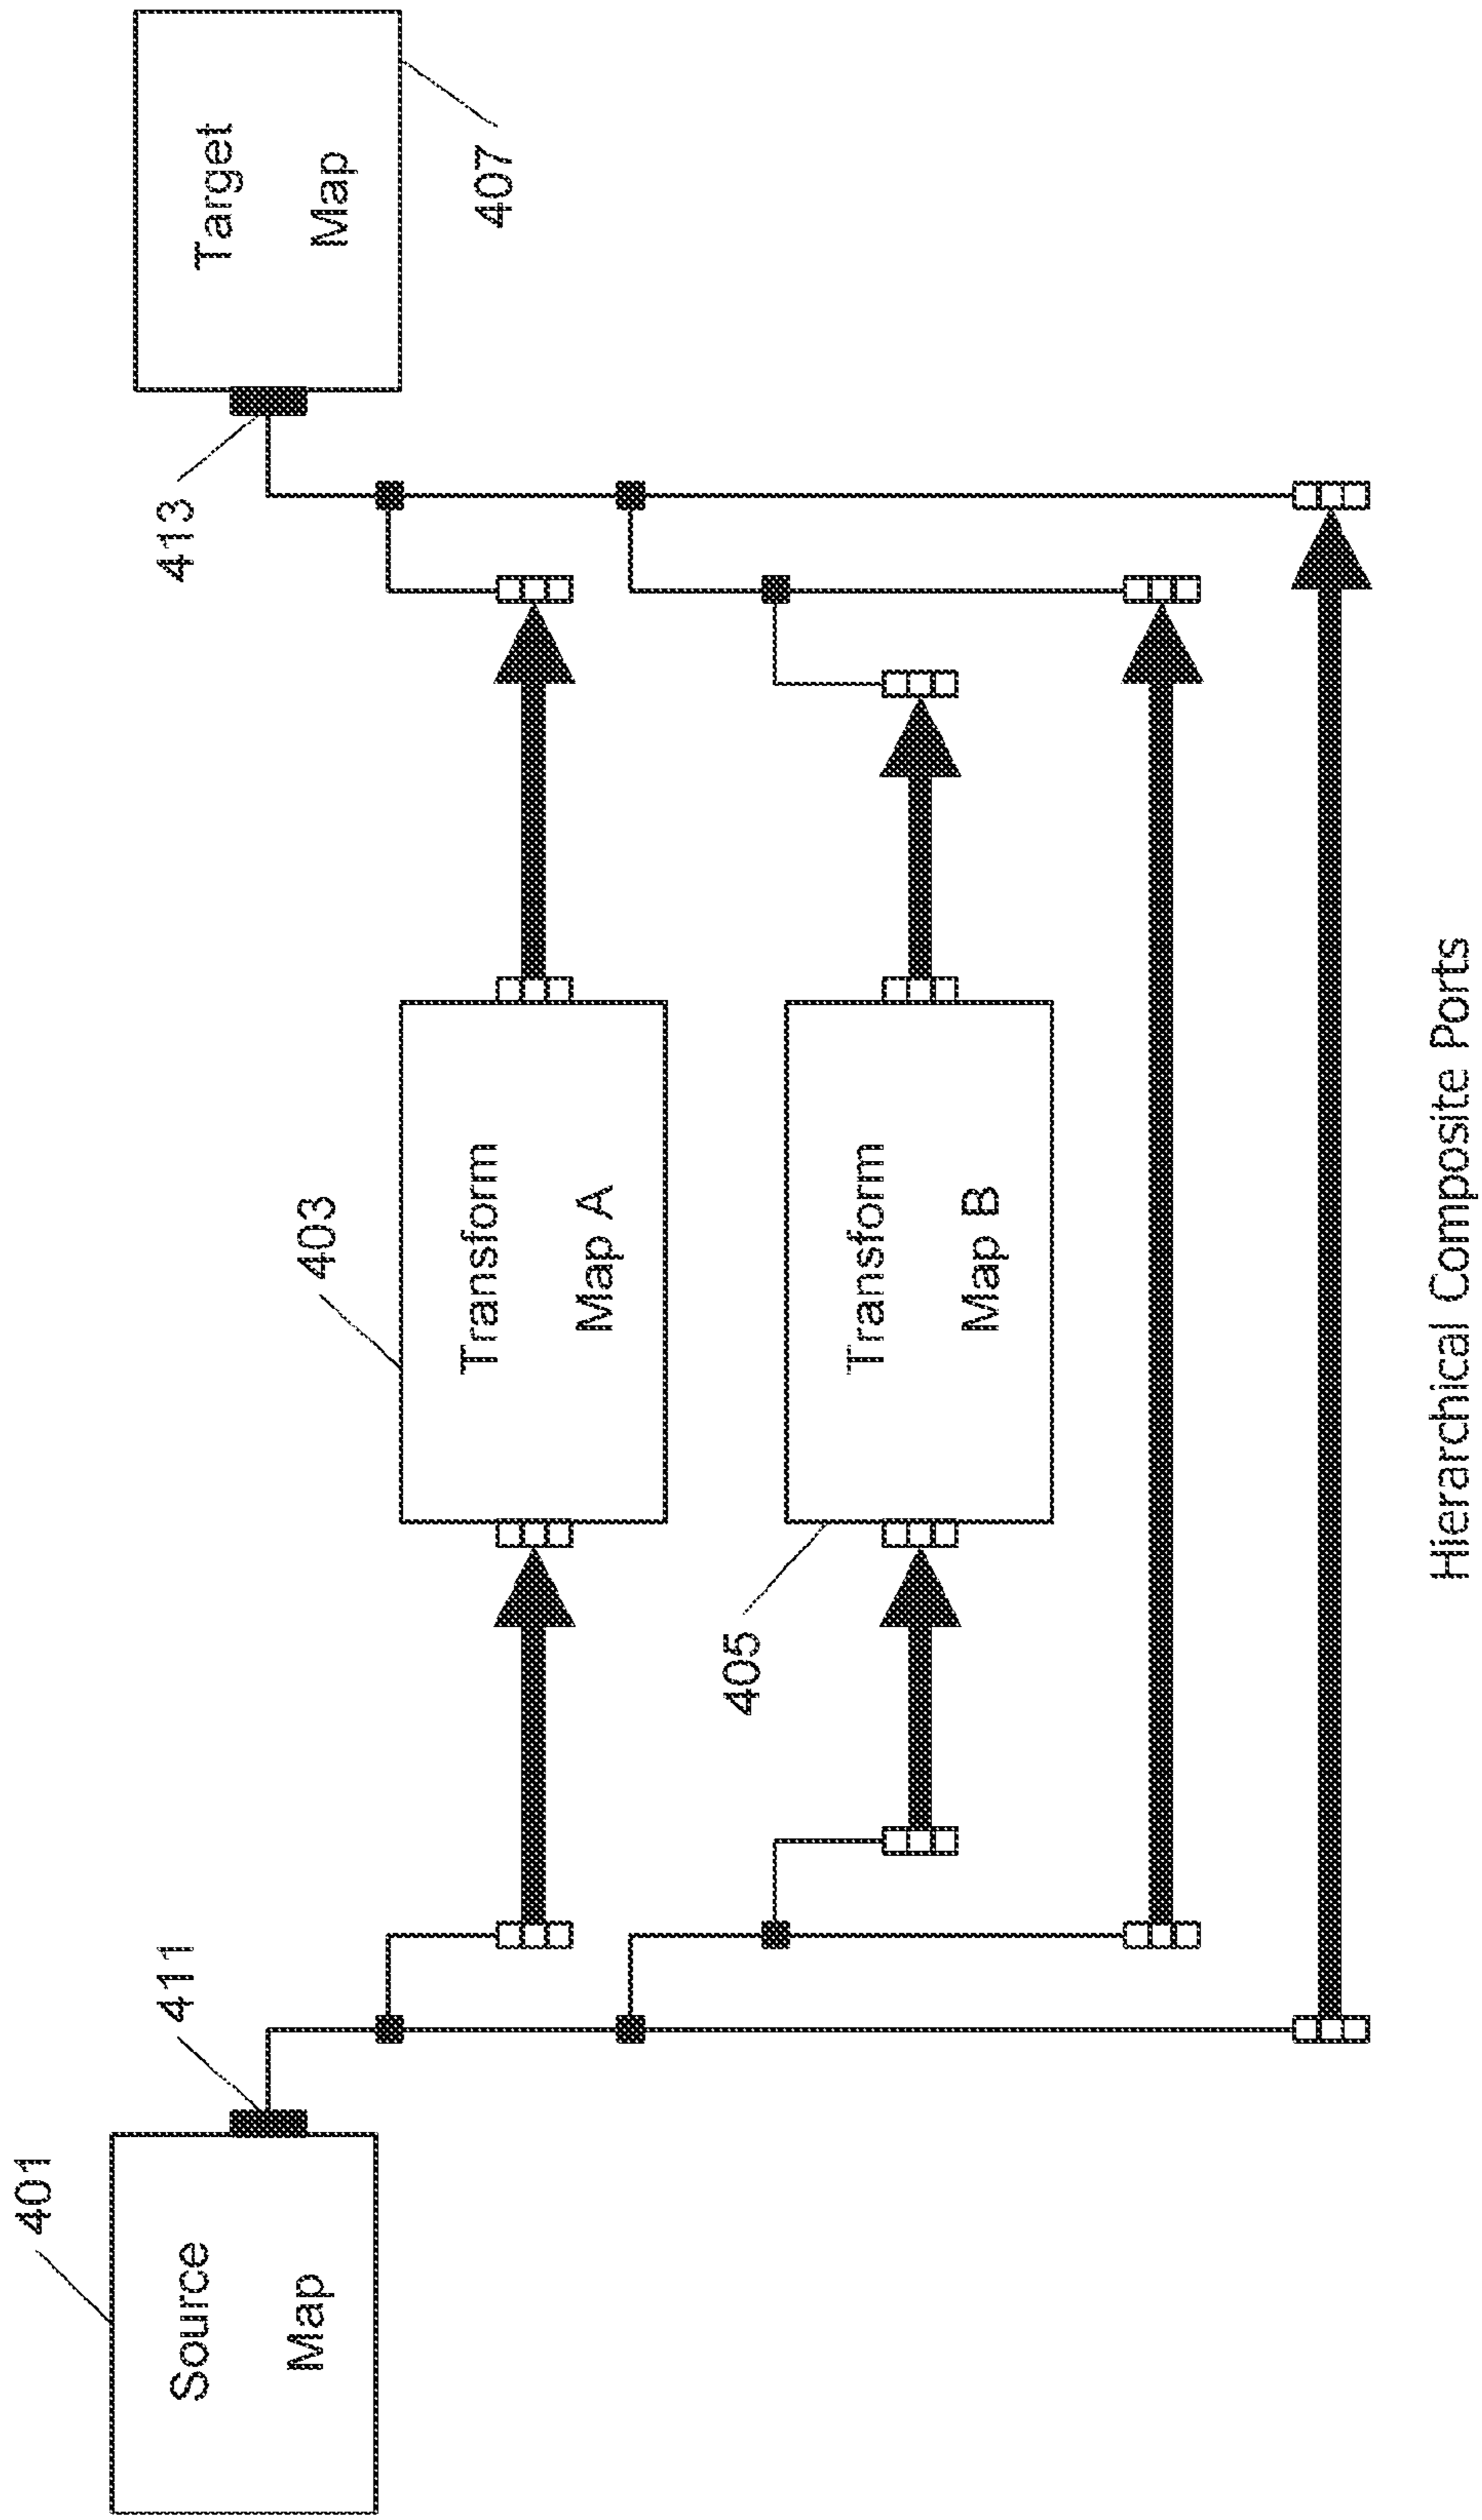 401
Source
Map
411
403
Transform
Map A
405
Transform
Map B
413
Target
Map
407
Hierarchical Composite Ports